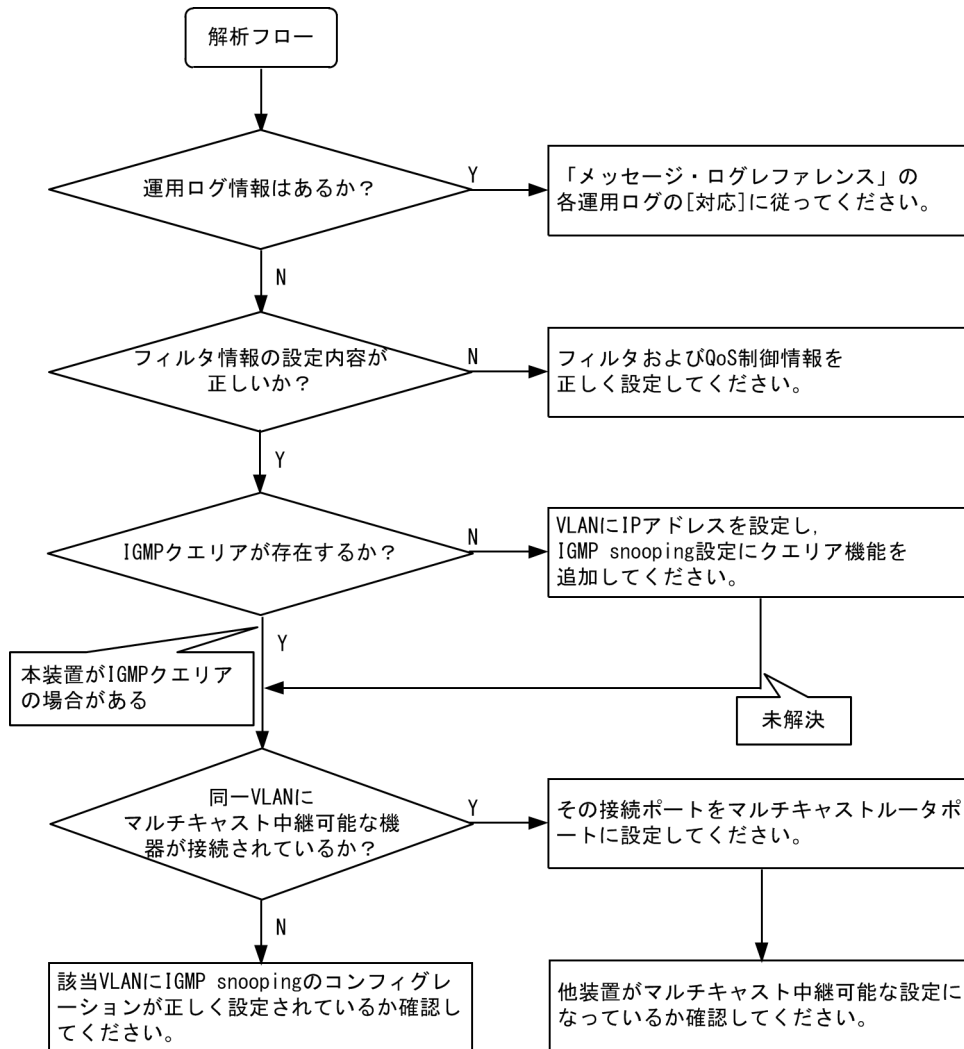 解析フロー
運用ログ情報はあるか？
Y
「メッセージ・ログレファレンス」の
各運用ログの[対応]に従ってください。
N
フィルタ情報の設定内容が
正しいか？
N
フィルタおよびQoS制御情報を
正しく設定してください。
Y
IGMPクエリアが存在するか？
N
VLANにIPアドレスを設定し,
IGMP snooping設定にクエリア機能を
追加してください。
Y
本装置がIGMPクエリア
の場合がある
未解決
同一VLANに
マルチキャスト中継可能な機
器が接続されているか？
Y
その接続ポートをマルチキャストルータポ
ートに設定してください。
N
該当VLANにIGMP snoopingのコンフィグレ
ーションが正しく設定されているか確認し
てください。
他装置がマルチキャスト中継可能な設定に
なっているか確認してください。